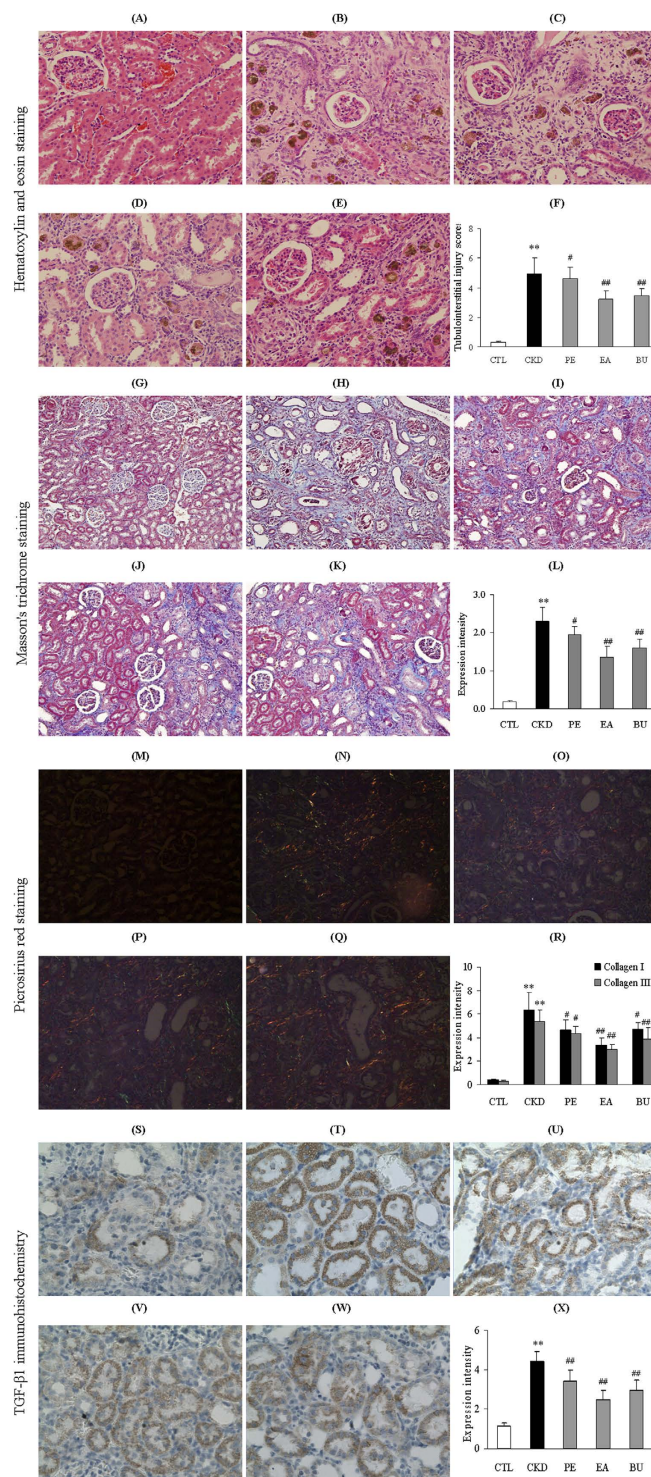 (A) (B) (C)
Hematoxylin and eosin staining
(D) (E) (F)
Tubulointerstitial injury scores
8
6
4
2
0
** # ## ##
CTL CKD PE EA BU
(G) (H) (I)
Masson's trichrome staining
(J) (K) (L)
Expression intensity
3.0
2.0
1.0
0.0
** # ## ##
CTL CKD PE EA BU
(M) (N) (O)
Picrosirius red staining
(P) (Q) (R)
Expression intensity
10
8
6
4
2
0
Collagen I
Collagen III
** ** # # ## ## # ##
CTL CKD PE EA BU
(S) (T) (U)
TGF-β1 immunohistochemistry
(V) (W) (X)
Expression intensity
6
4
2
0
** ## ## ##
CTL CKD PE EA BU